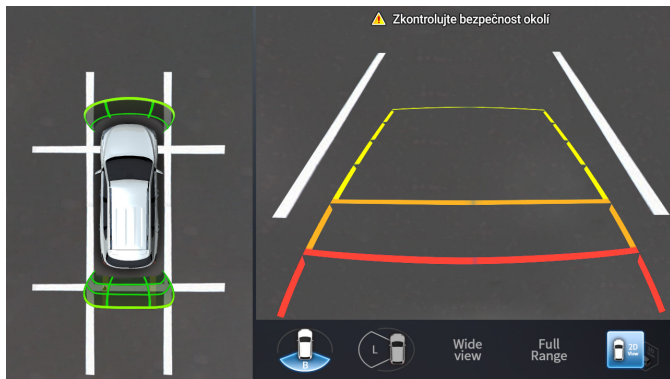 Zkontrolujte bezpečnost okolí
B
L
Wide
view
Full
Range
2D
View